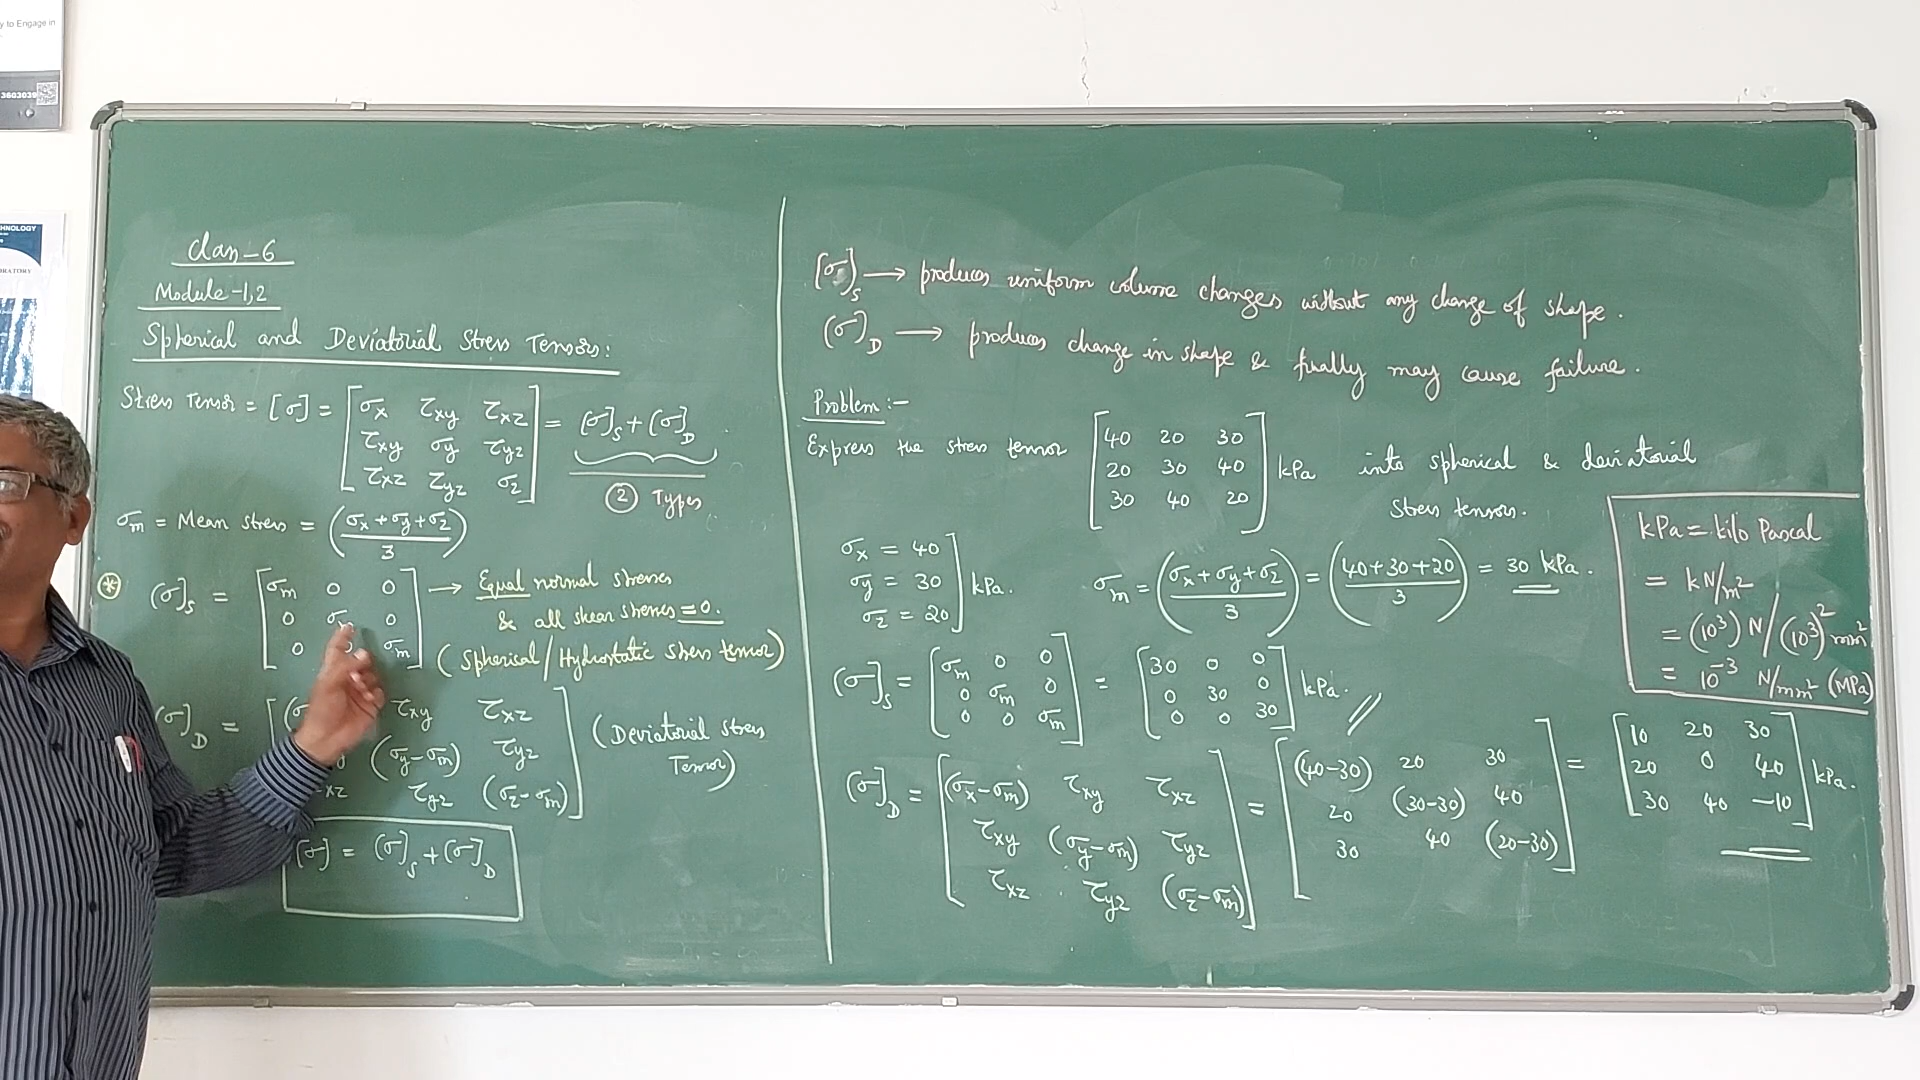 y to Engage in
3603039
HNOLOGY
ORATORY
Class-6
Module-1,2
Spherical and Deviatorial Stress Tensors:
Stress Tensor = [σ] = [σx τxy τxz
τxy σy τyz
τxz τyz σz] = [σ]S + [σ]D
② Types
σm = Mean stress = ((σx+σy+σz)/3)
* [σ]S = [σm 0 0
0 σm 0
0 0 σm] → Equal normal stresses
& all shear stresses = 0.
(Spherical/Hydrostatic stress tensor)
[σ]D = [(σ τxy τxz
(σy-σm) τyz
xz τyz (σz-σm)] (Deviatorial stress
Tensor)
[σ] = [σ]S + [σ]D
[σ]S → produces uniform volume changes without any change of shape.
[σ]D → produces change in shape & finally may cause failure.
Problem:-
Express the stress tensor [40 20 30
20 30 40
30 40 20] kPa into spherical & deviatorial
stress tensors.
σx = 40
σy = 30
σz = 20] kPa.
σm = ((σx+σy+σz)/3) = ((40+30+20)/3) = 30 kPa.
kPa = kilo Pascal
= kN/m²
= (10³) N/(10³)² mm²
= 10⁻³ N/mm² (MPa)
[σ]S = [σm 0 0
0 σm 0
0 0 σm] = [30 0 0
0 30 0
0 0 30] kPa.
[σ]D = [(σx-σm) τxy τxz
τxy (σy-σm) τyz
τxz τyz (σz-σm)] = [(40-30) 20 30
20 (30-30) 40
30 40 (20-30)] = [10 20 30
20 0 40
30 40 -10] kPa.